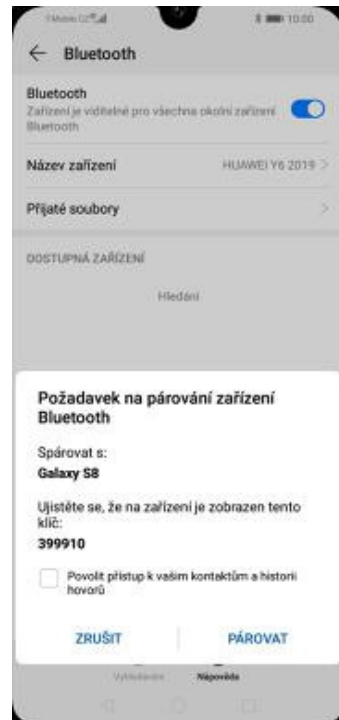 T-Mobile CZ 10:00
Bluetooth
Bluetooth
Zařízení je viditelné pro všechna okolní zařízení
Bluetooth
Název zařízení HUAWEI Y6 2019
Přijaté soubory
DOSTUPNÁ ZAŘÍZENÍ
Hledání
Požadavek na párování zařízení
Bluetooth
Spárovat s:
Galaxy S8
Ujistěte se, že na zařízení je zobrazen tento
klíč:
399910
Povolit přístup k vašim kontaktům a historii
hovorů
ZRUŠIT PÁROVAT
Vyhledávání Nápověda